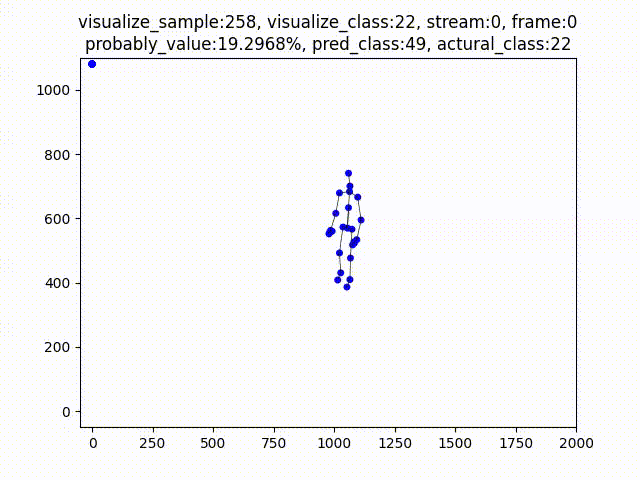 visualize_sample:258, visualize_class:22, stream:0, frame:0
probably_value:19.2968%, pred_class:49, actural_class:22
1000
800
600
400
200
0
0 250 500 750 1000 1250 1500 1750 2000